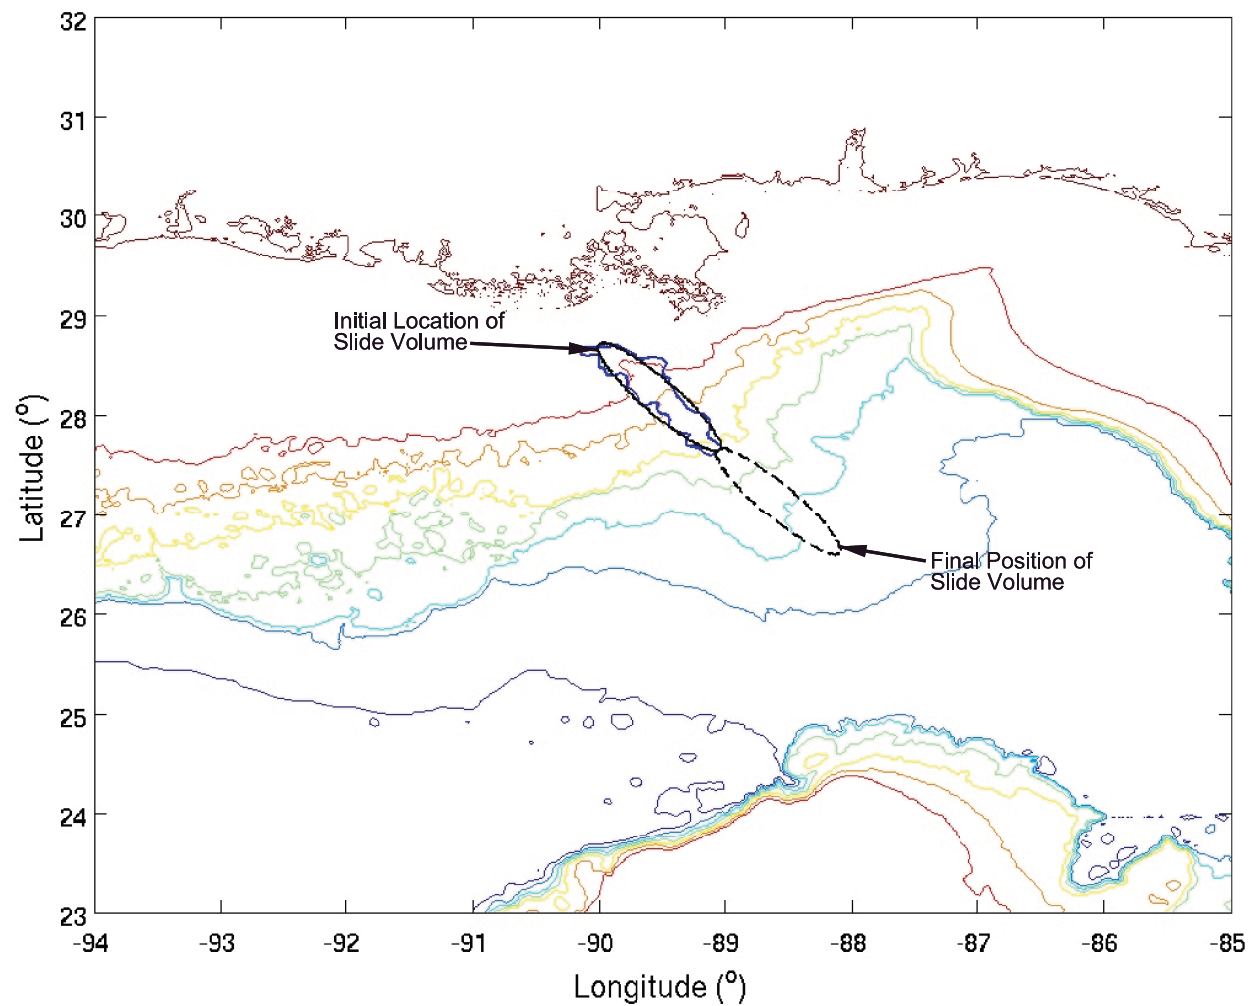 32
31
30
29
28
27
26
25
24
23
Latitude (°)
Initial Location of
Slide Volume
Final Position of
Slide Volume
-94 -93 -92 -91 -90 -89 -88 -87 -86 -85
Longitude (°)